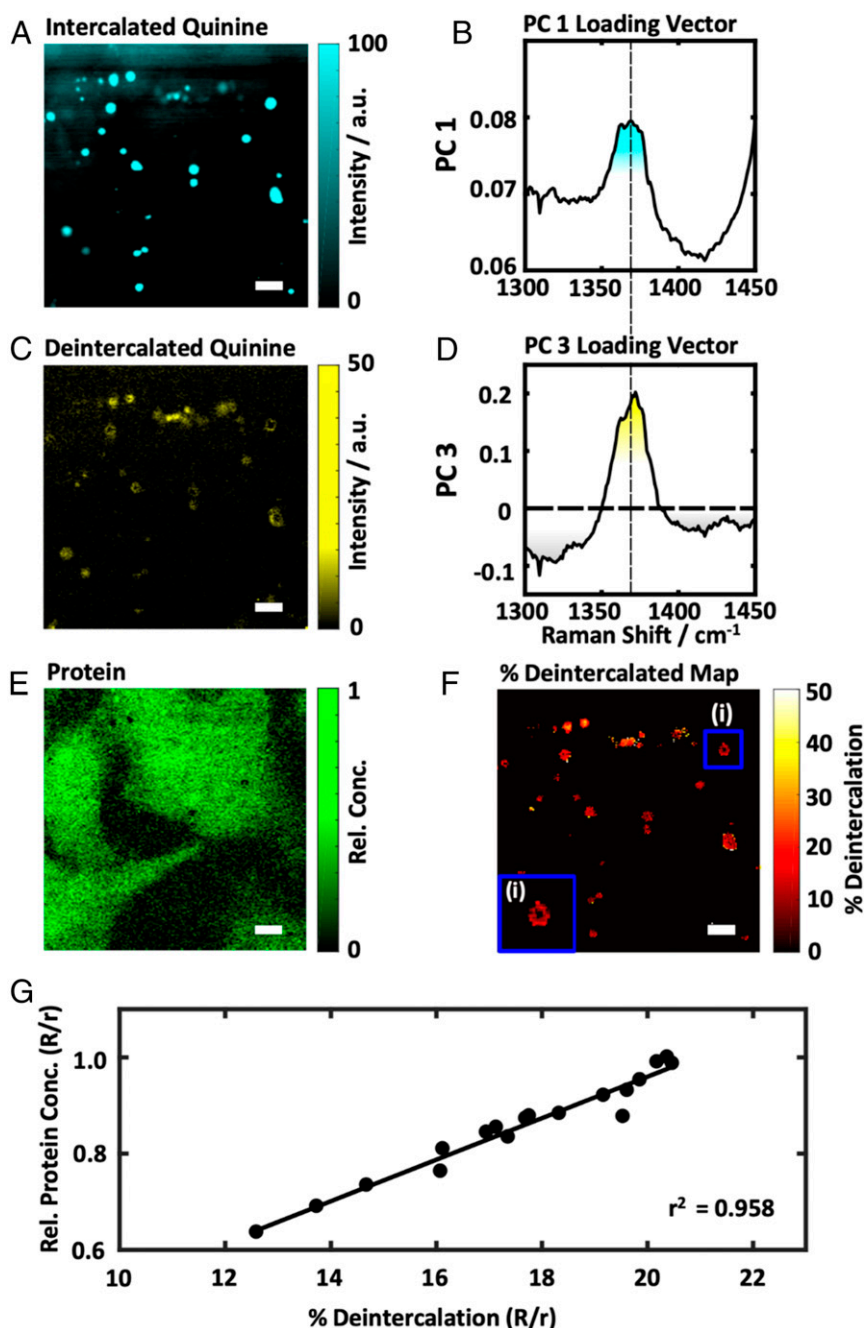 A
Intercalated Quinine
100
Intensity / a.u.
0
B
PC 1 Loading Vector
PC 1
0.08
0.07
0.06
1300 1350 1400 1450
C
Deintercalated Quinine
50
Intensity / a.u.
0
D
PC 3 Loading Vector
PC 3
0.2
0.1
0
-0.1
1300 1350 1400 1450
Raman Shift / cm⁻¹
E
Protein
1
Rel. Conc.
0
F
% Deintercalated Map
(i)
(i)
50
40
30
20
10
0
% Deintercalation
G
Rel. Protein Conc. (R/r)
1.0
0.8
0.6
r² = 0.958
10 12 14 16 18 20 22
% Deintercalation (R/r)